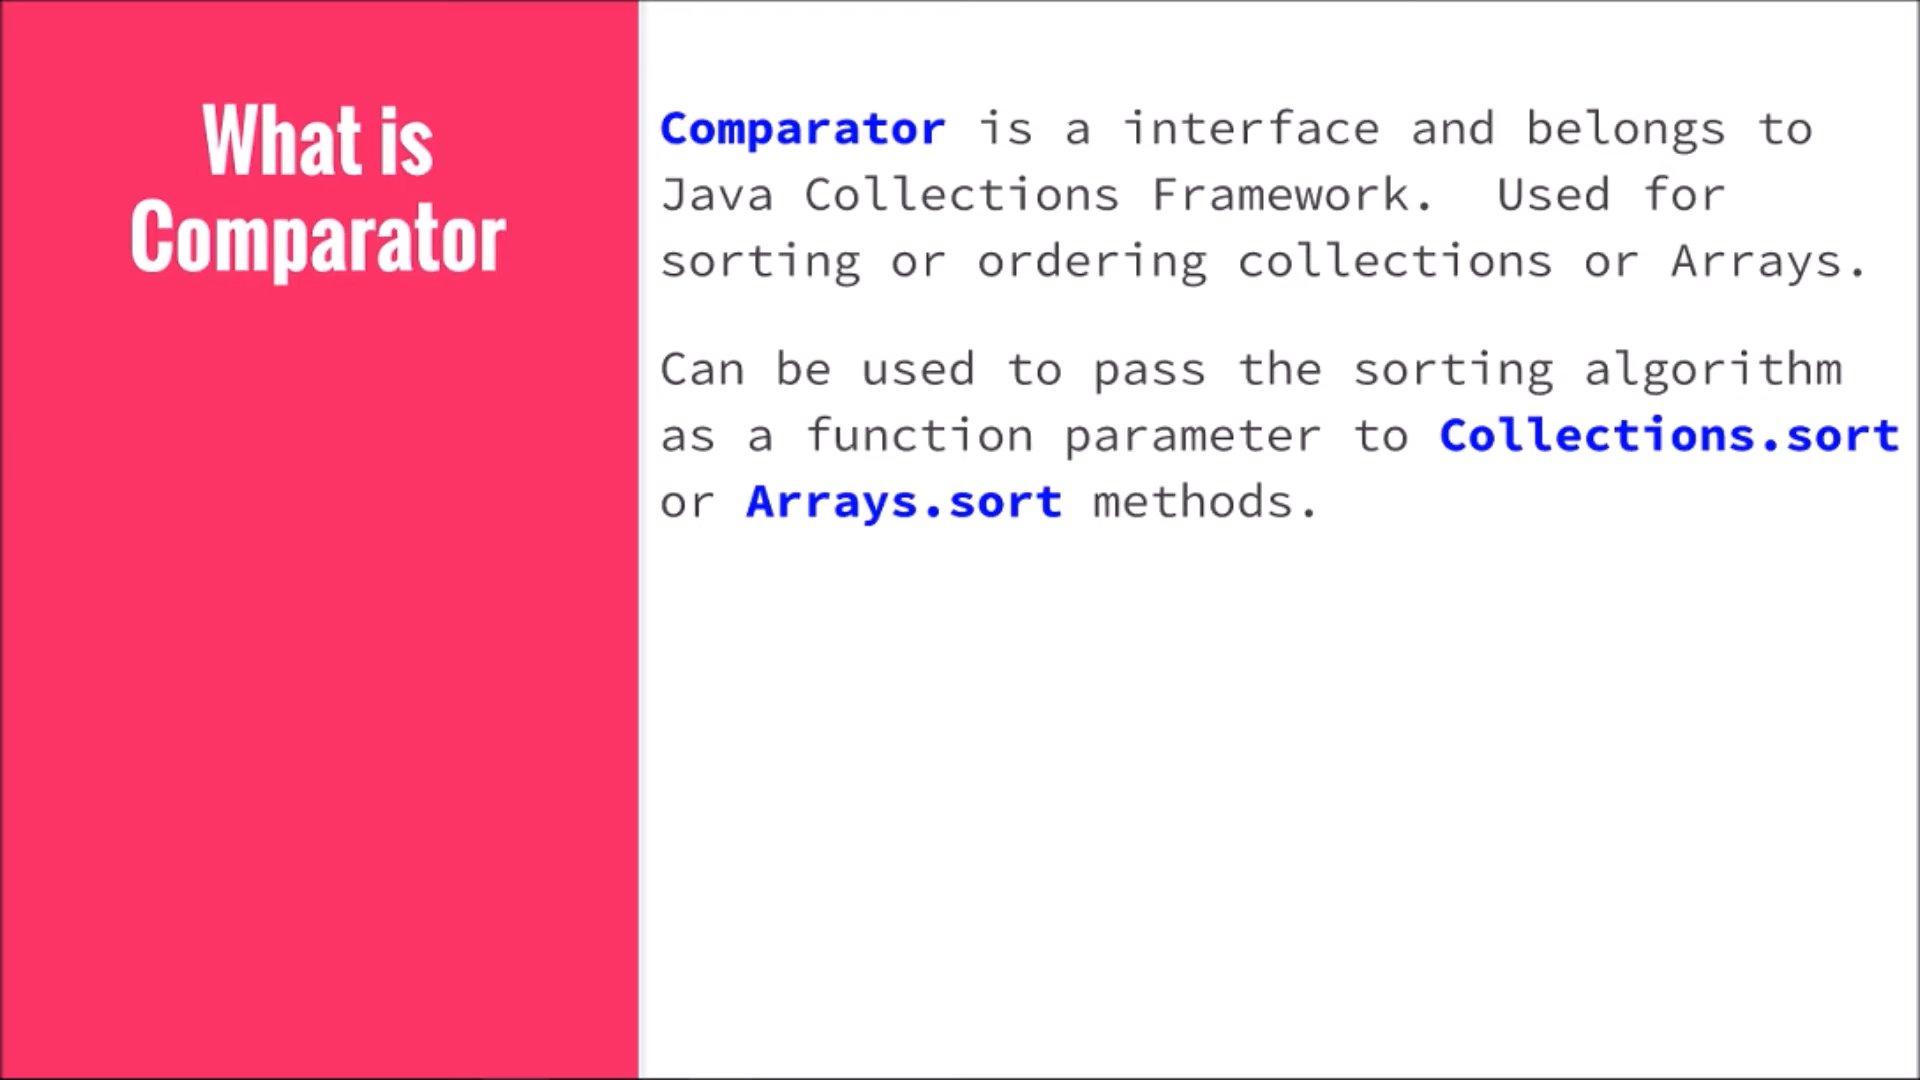 What is
Comparator
Comparator is a interface and belongs to
Java Collections Framework.  Used for
sorting or ordering collections or Arrays.
Can be used to pass the sorting algorithm
as a function parameter to Collections.sort
or Arrays.sort methods.